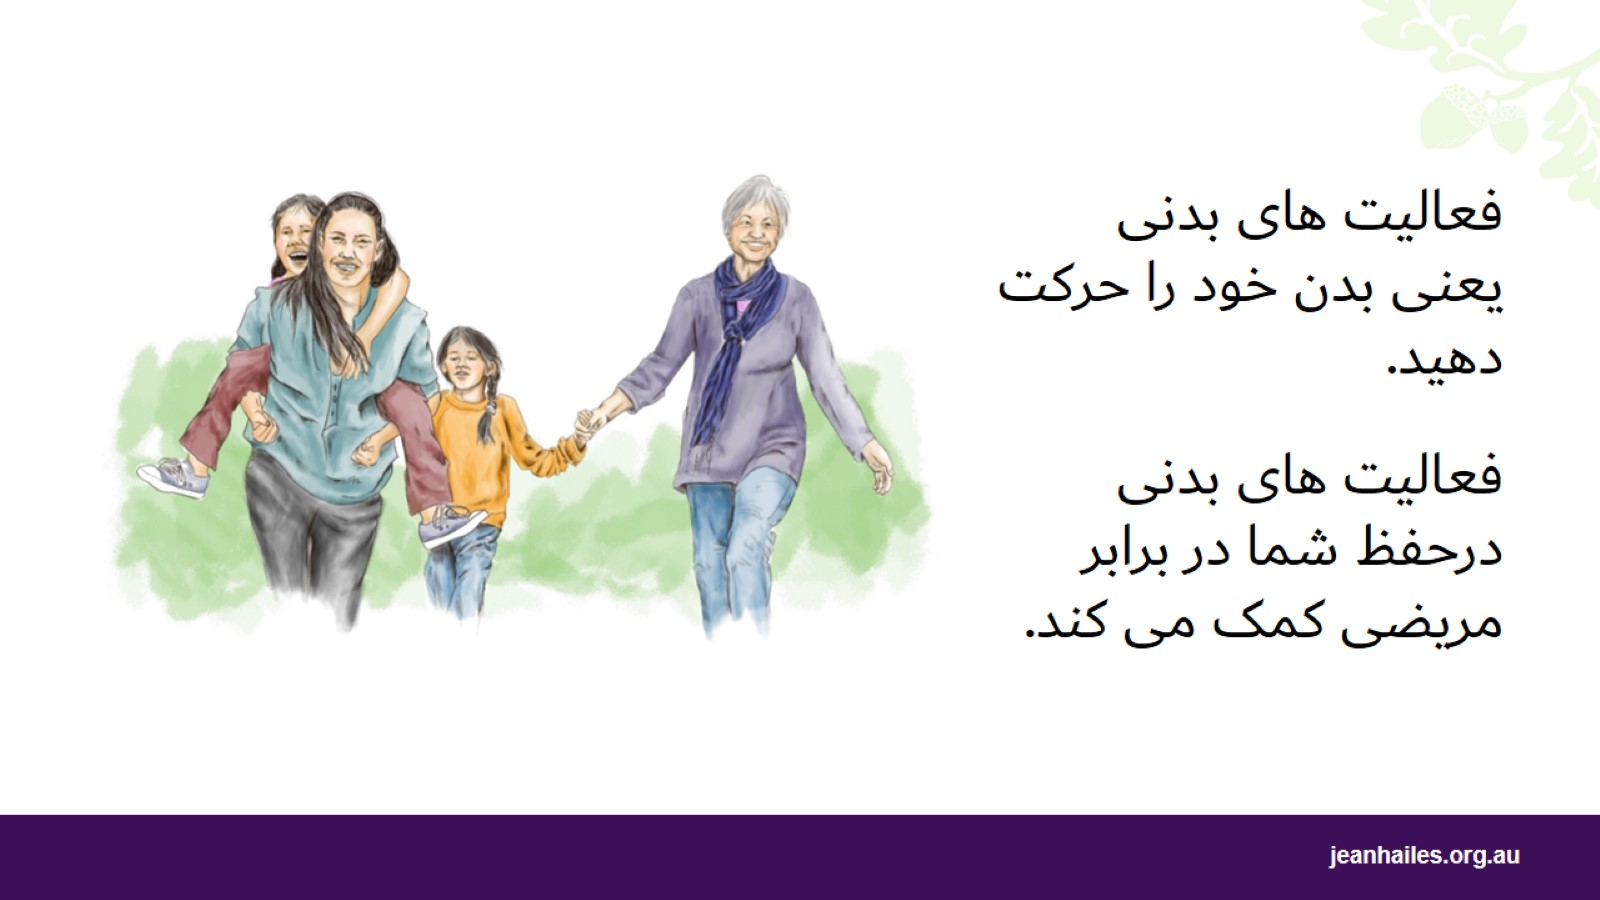 فعالیت های بدنی
یعنی بدن خود را حرکت
دهید.
فعالیت های بدنی
درحفظ شما در برابر
مریضی کمک می کند.
jeanhailes.org.au